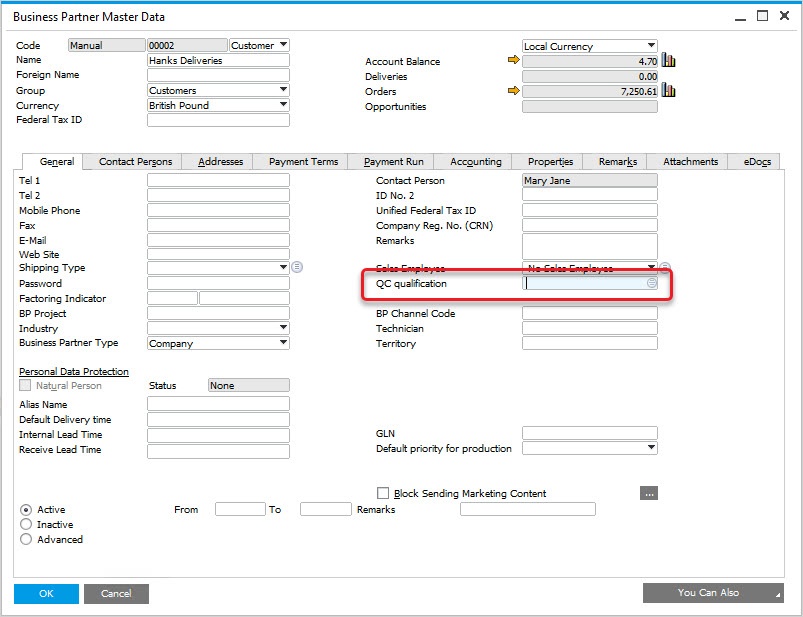 Business Partner Master Data
Code Manual 00002 Customer
Name Hanks Deliveries
Foreign Name
Group Customers
Currency British Pound
Federal Tax ID
Local Currency
Account Balance 4.70
Deliveries 0.00
Orders 7,250.61
Opportunities
General Contact Persons Addresses Payment Terms Payment Run Accounting Properties Remarks Attachments eDocs
Tel 1
Tel 2
Mobile Phone
Fax
E-Mail
Web Site
Shipping Type
Password
Factoring Indicator
BP Project
Industry
Business Partner Type Company
Contact Person Mary Jane
ID No. 2
Unified Federal Tax ID
Company Reg. No. (CRN)
Remarks
Sales Employee -No Sales Employee-
QC qualification
BP Channel Code
Technician
Territory
Personal Data Protection
Natural Person Status None
Alias Name
Default Delivery time
Internal Lead Time
Receive Lead Time
GLN
Default priority for production
Block Sending Marketing Content ...
Active From To Remarks
Inactive
Advanced
OK Cancel You Can Also